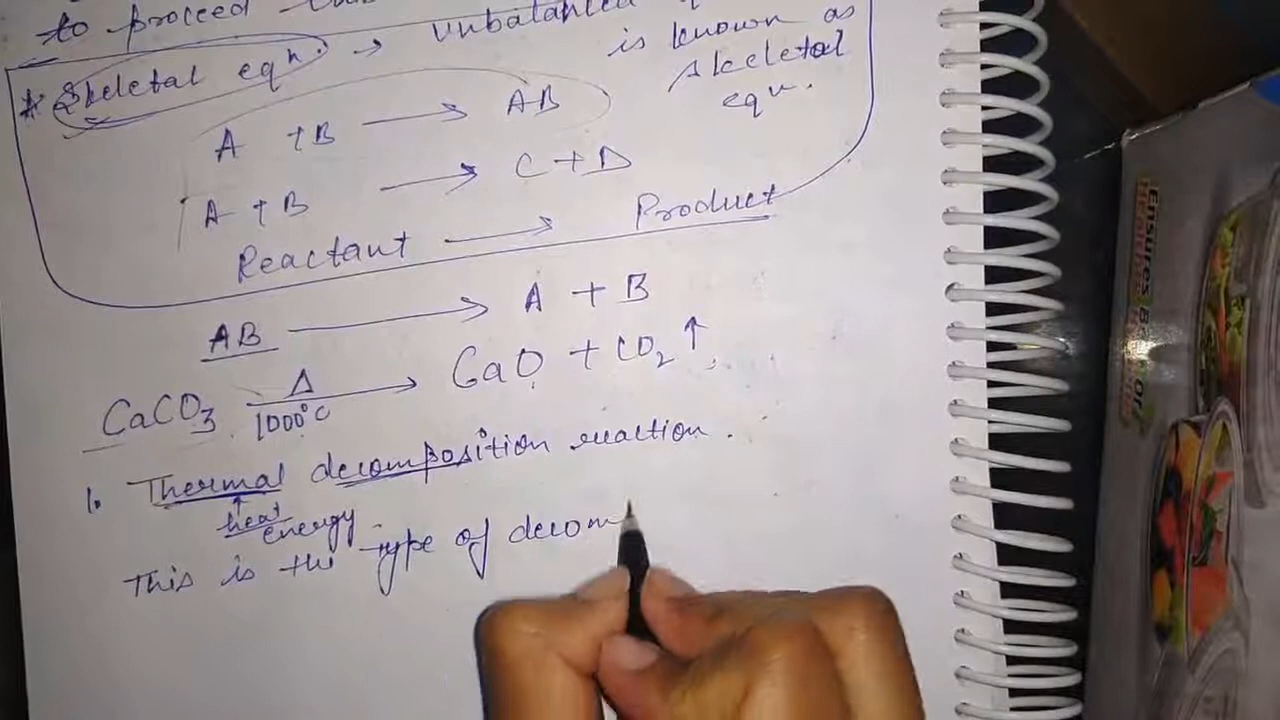 to proceed
* Skeletal eqn. → unbalanced
is known as
skeletal
eqn.
A + B → AB
A + B → C + D
Reactant → Product
AB → A + B
CaCO3 Δ 1000°C → CaO + CO2 ↑
1. Thermal decomposition reaction.
heat energy
This is the type of decom
Ensures B